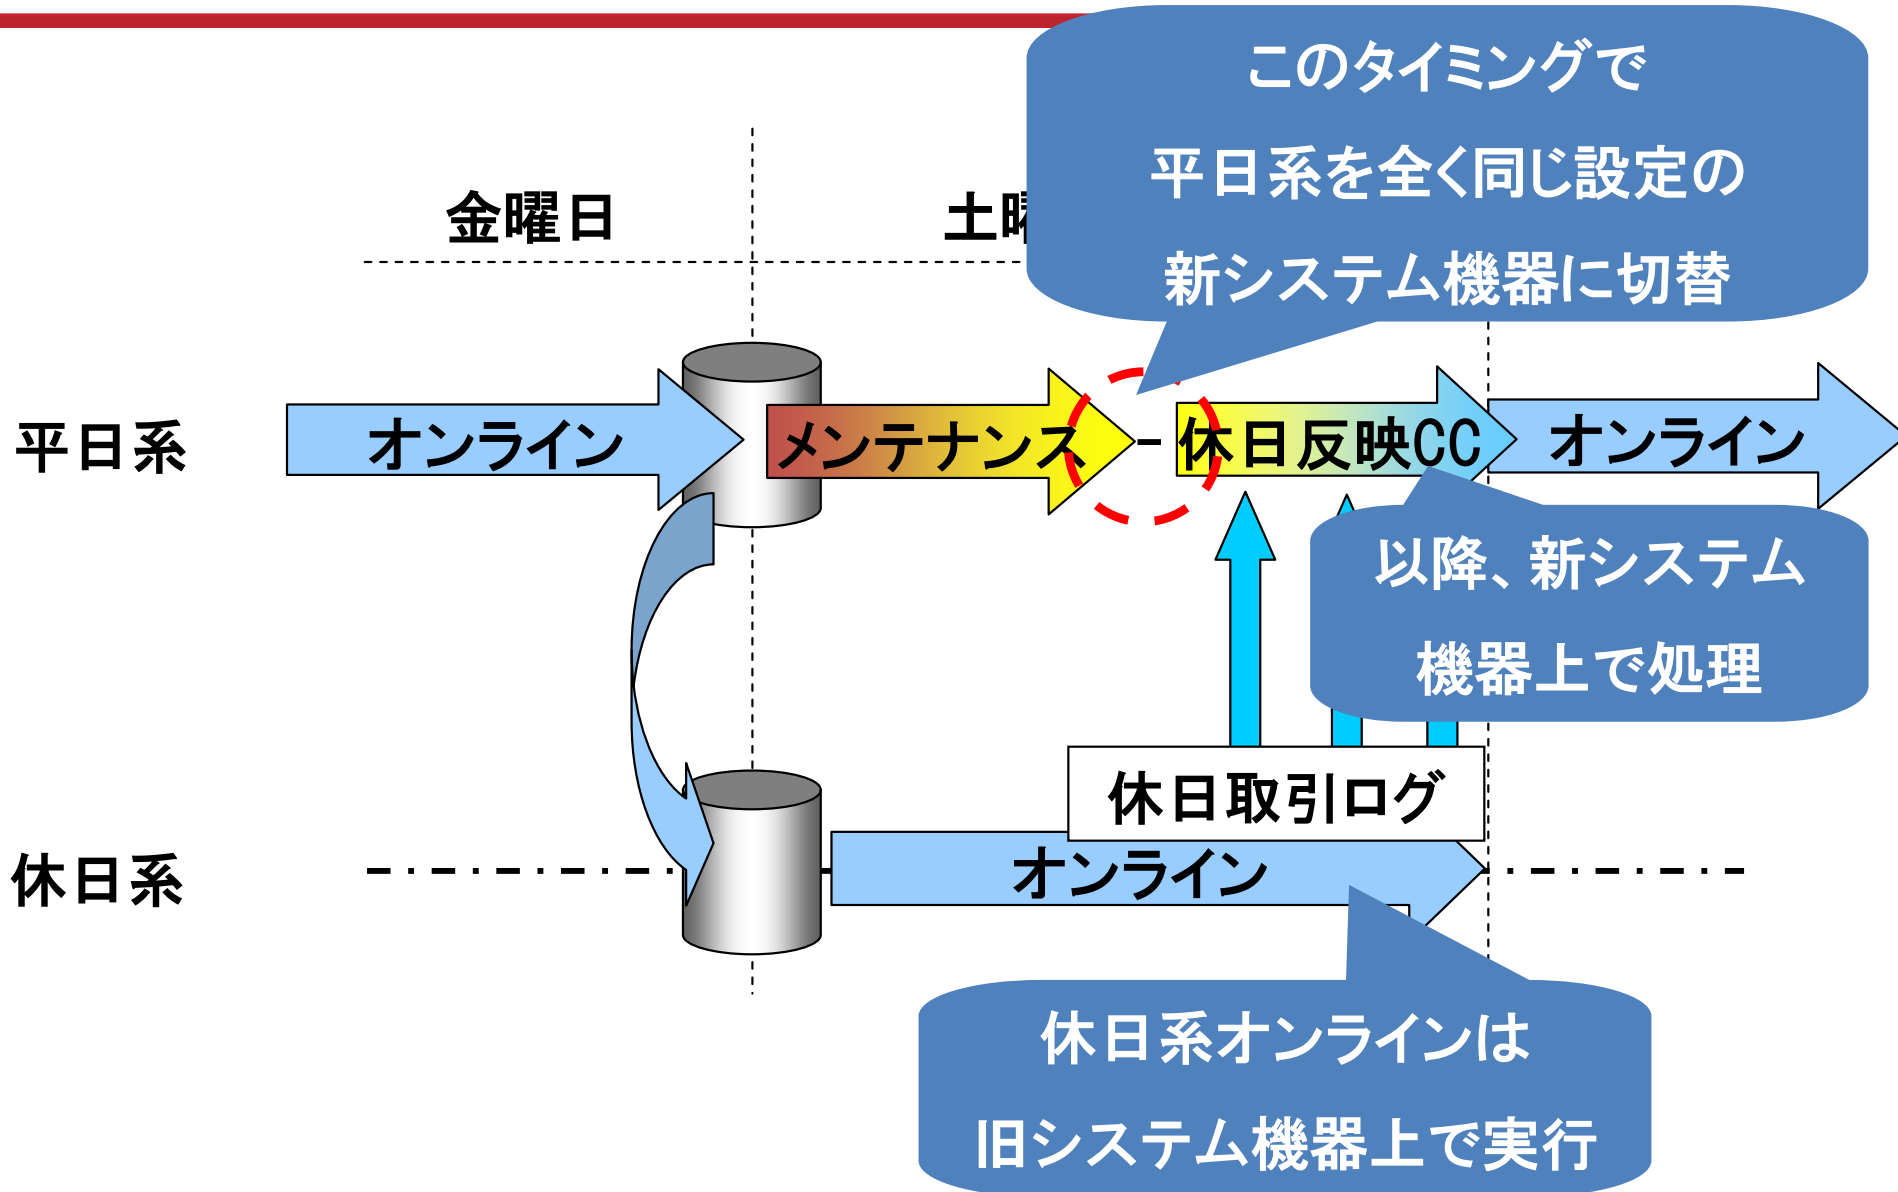 このタイミングで
平日系を全く同じ設定の
新システム機器に切替
金曜日
土
平日系
オンライン
メンテナンス
休日反映CC
オンライン
以降、新システム
機器上で処理
休日取引ログ
休日系
オンライン
休日系オンラインは
旧システム機器上で実行